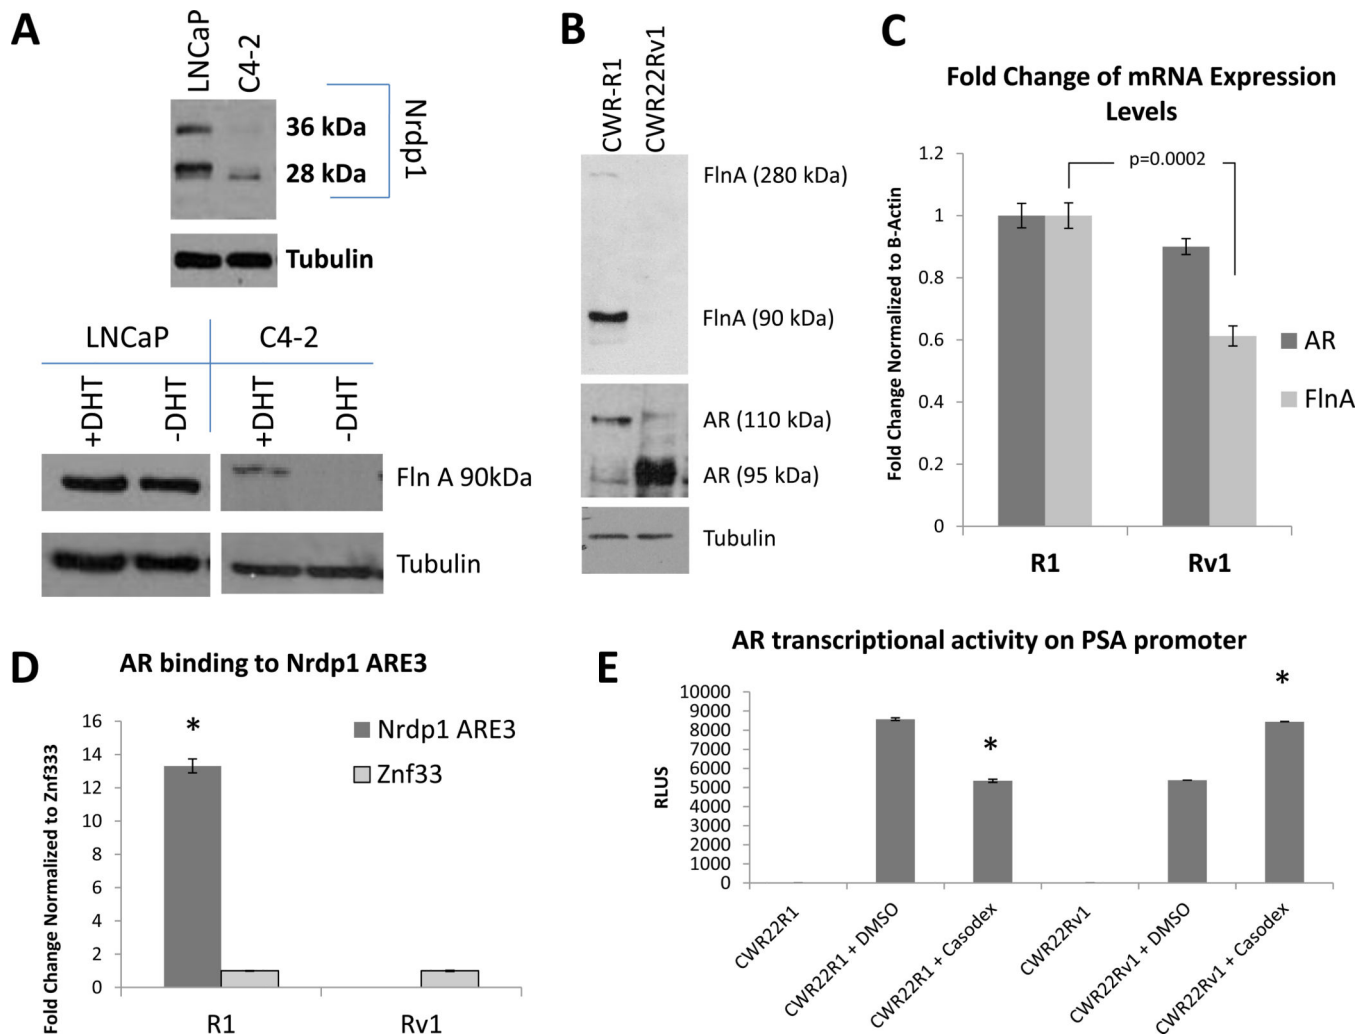 A
LNCaP
C4-2
36 kDa
28 kDa
Nrdp1
Tubulin
LNCaP
C4-2
+DHT
-DHT
+DHT
-DHT
Fln A 90kDa
Tubulin
B
CWR-R1
CWR22Rv1
FlnA (280 kDa)
FlnA (90 kDa)
AR (110 kDa)
AR (95 kDa)
Tubulin
C
Fold Change of mRNA Expression
Levels
Fold Change Normalized to B-Actin
1.2
1
0.8
0.6
0.4
0.2
0
p=0.0002
AR
FlnA
R1
Rv1
D
AR binding to Nrdp1 ARE3
Fold Change Normalized to Znf333
16
14
12
10
8
6
4
2
0
*
Nrdp1 ARE3
Znf33
R1
Rv1
E
AR transcriptional activity on PSA promoter
RLUS
10000
9000
8000
7000
6000
5000
4000
3000
2000
1000
0
*
*
CWR22R1
CWR22R1 + DMSO
CWR22R1 + Casodex
CWR22Rv1
CWR22Rv1 + DMSO
CWR22Rv1 + Casodex